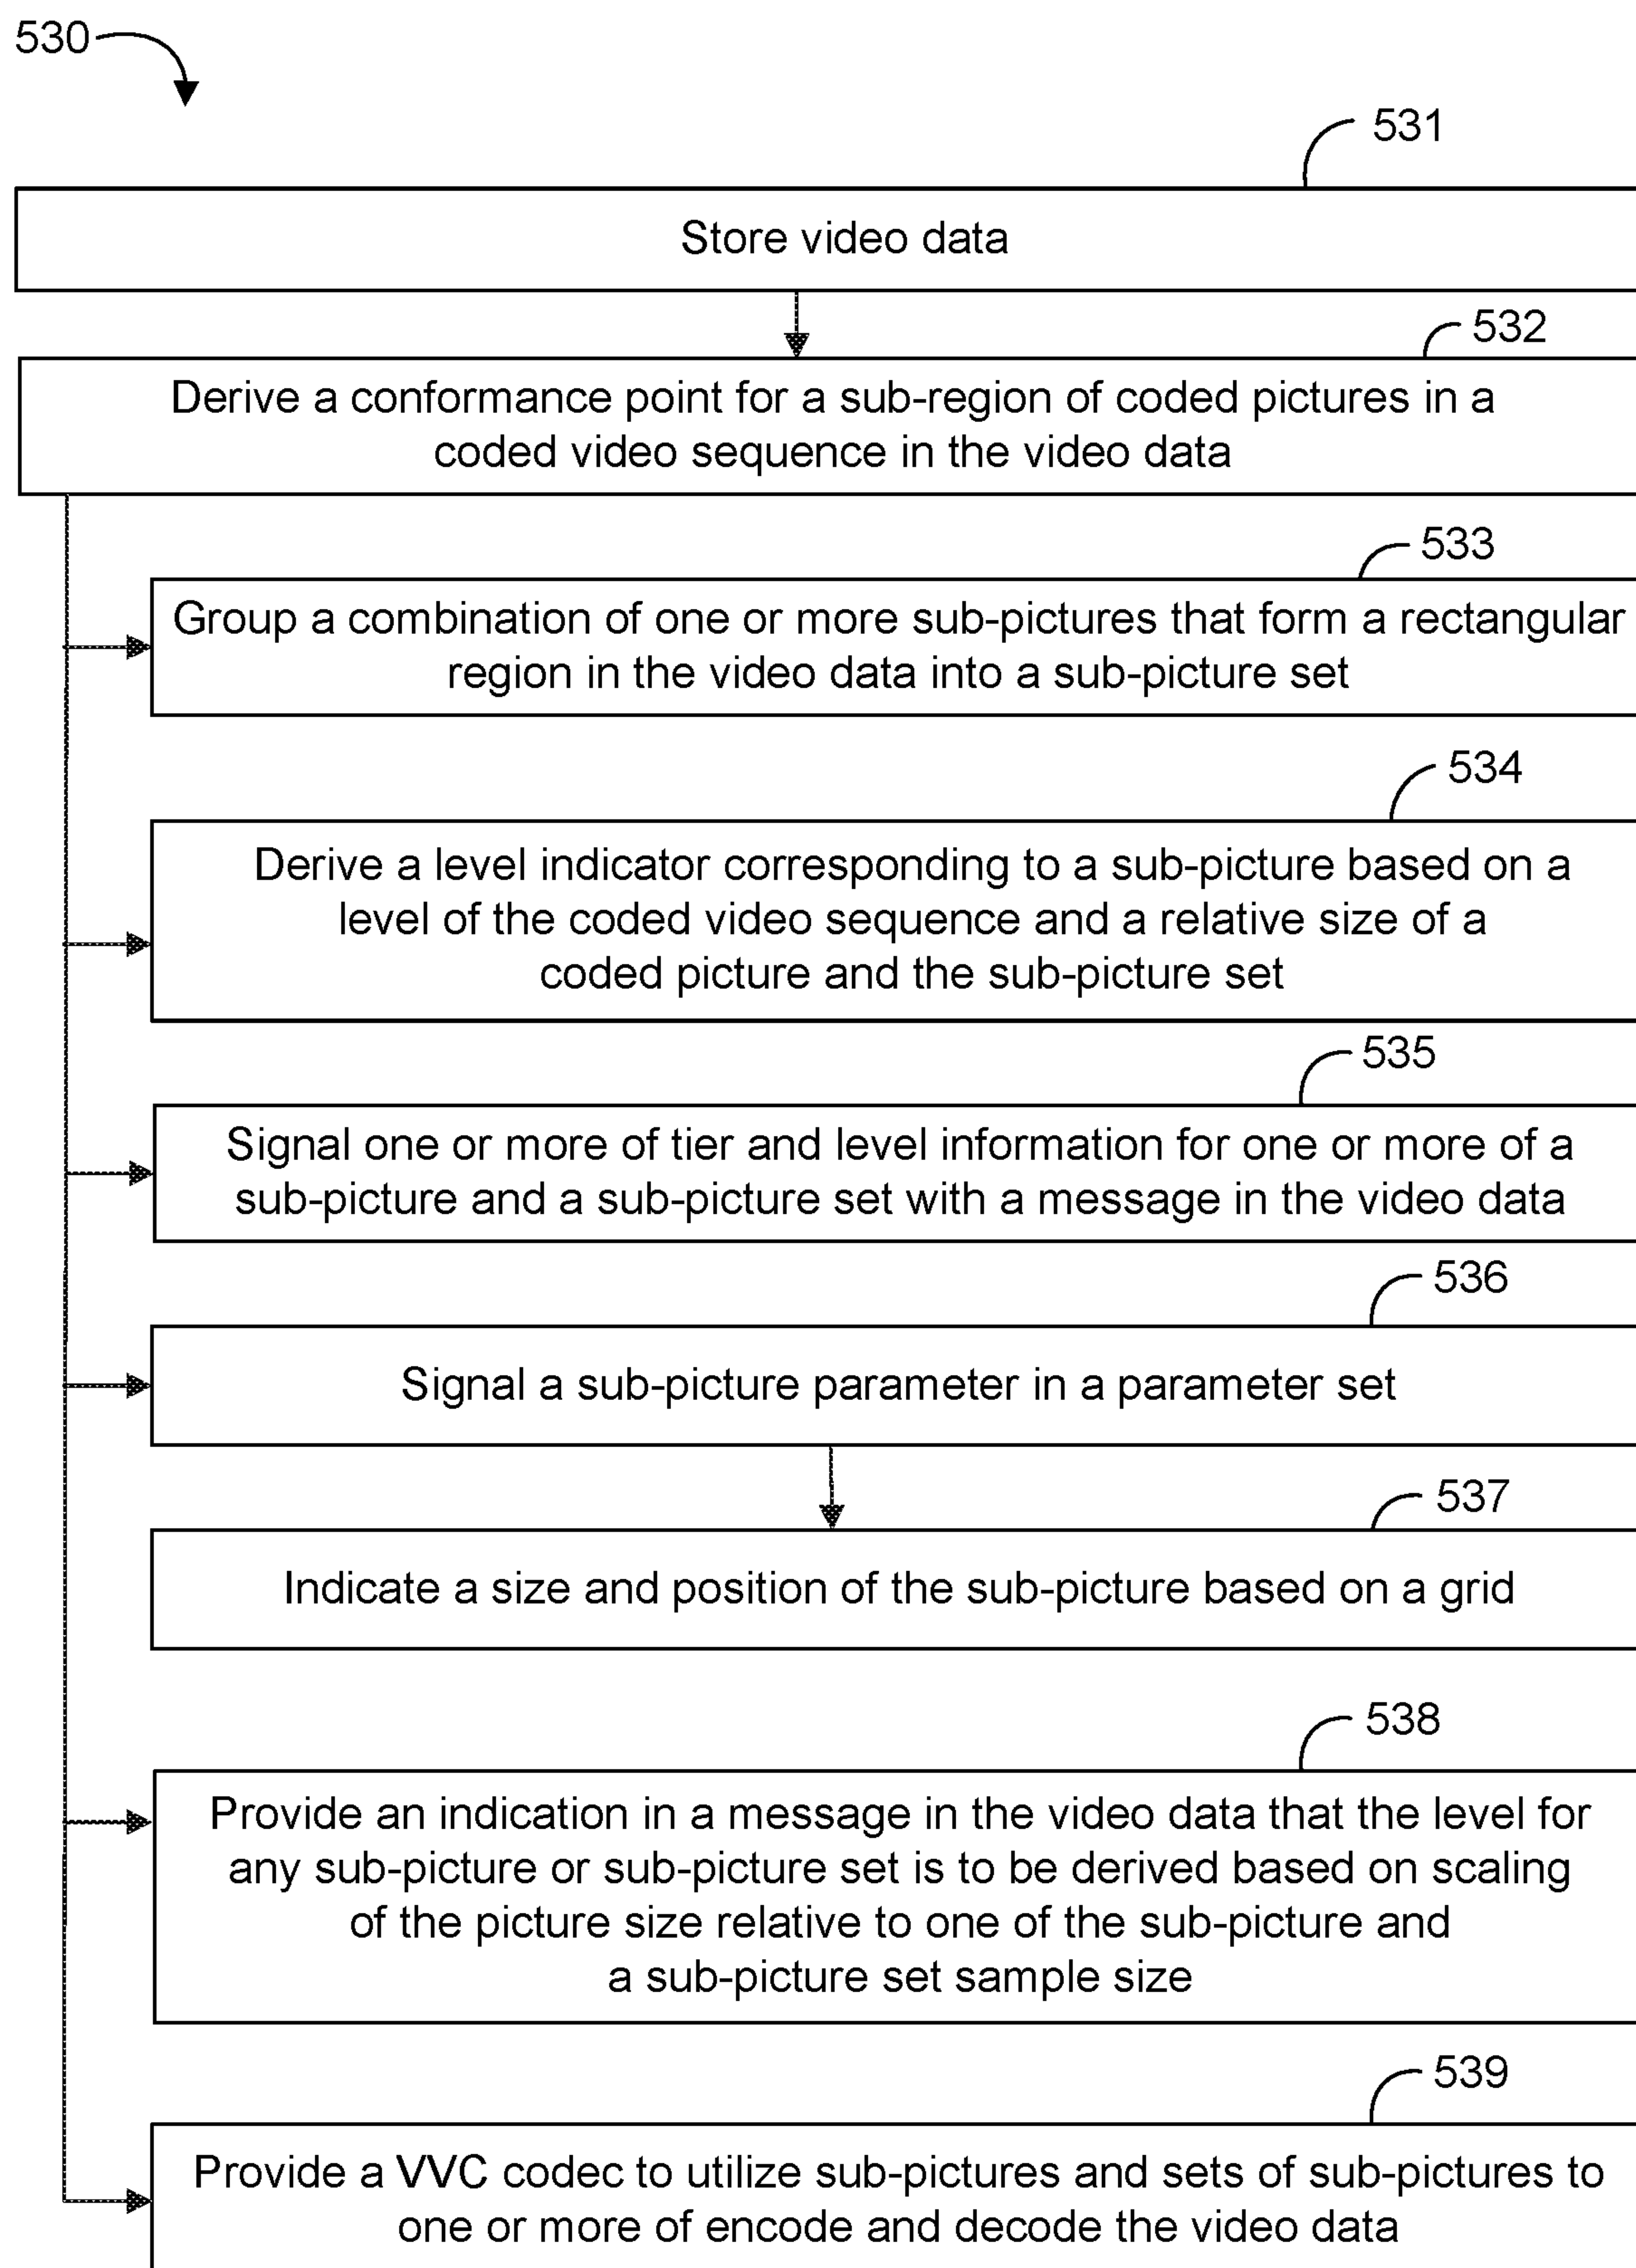 530
531
Store video data
532
Derive a conformance point for a sub-region of coded pictures in a
coded video sequence in the video data
533
Group a combination of one or more sub-pictures that form a rectangular
region in the video data into a sub-picture set
534
Derive a level indicator corresponding to a sub-picture based on a
level of the coded video sequence and a relative size of a
coded picture and the sub-picture set
535
Signal one or more of tier and level information for one or more of a
sub-picture and a sub-picture set with a message in the video data
536
Signal a sub-picture parameter in a parameter set
537
Indicate a size and position of the sub-picture based on a grid
538
Provide an indication in a message in the video data that the level for
any sub-picture or sub-picture set is to be derived based on scaling
of the picture size relative to one of the sub-picture and
a sub-picture set sample size
539
Provide a VVC codec to utilize sub-pictures and sets of sub-pictures to
one or more of encode and decode the video data